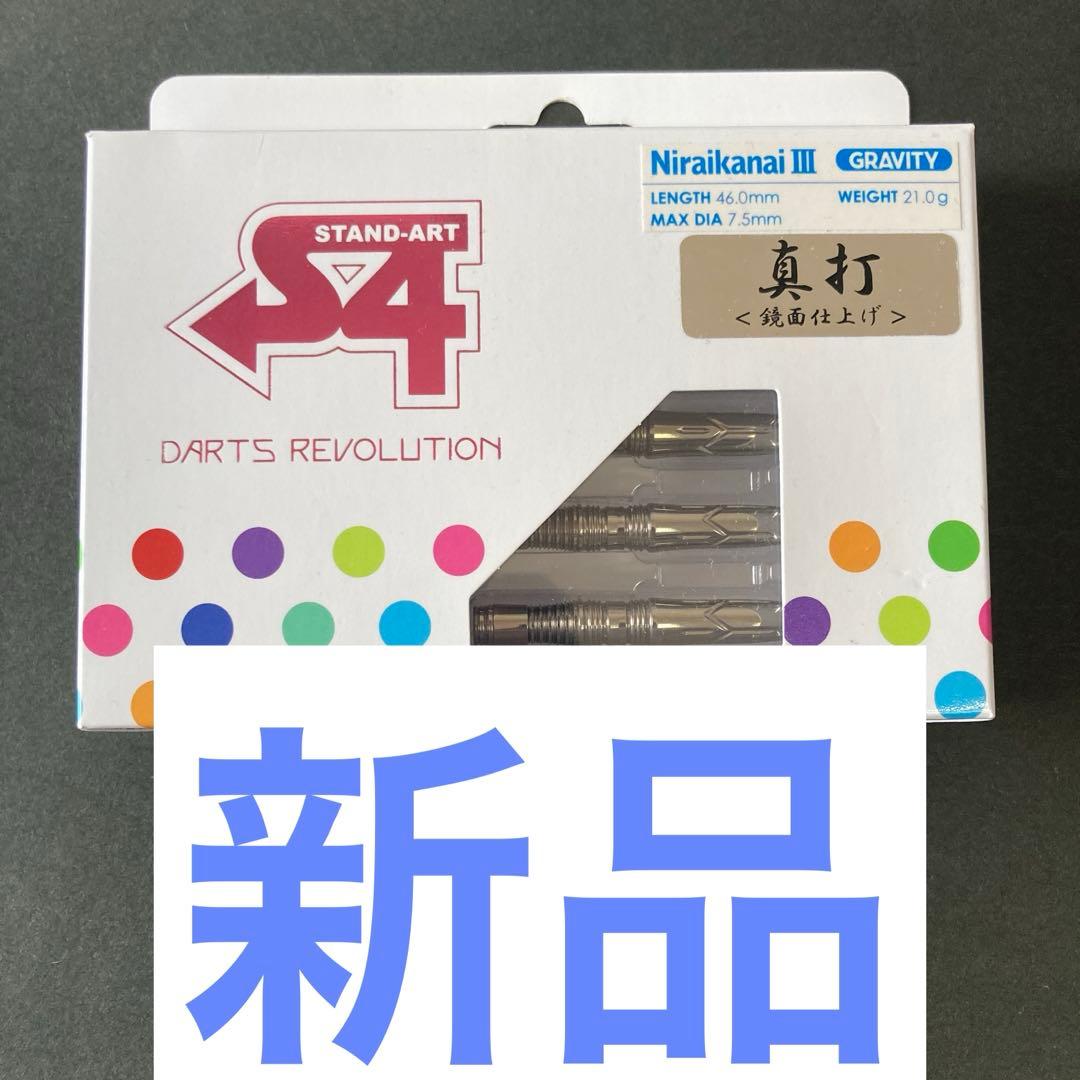 Niraikanai III GRAVITY
LENGTH 46.0mm WEIGHT 21.0g
MAX DIA 7.5mm
STAND-ART
S4
真打
<鏡面仕上げ>
DARTS REVOLUTION
新品